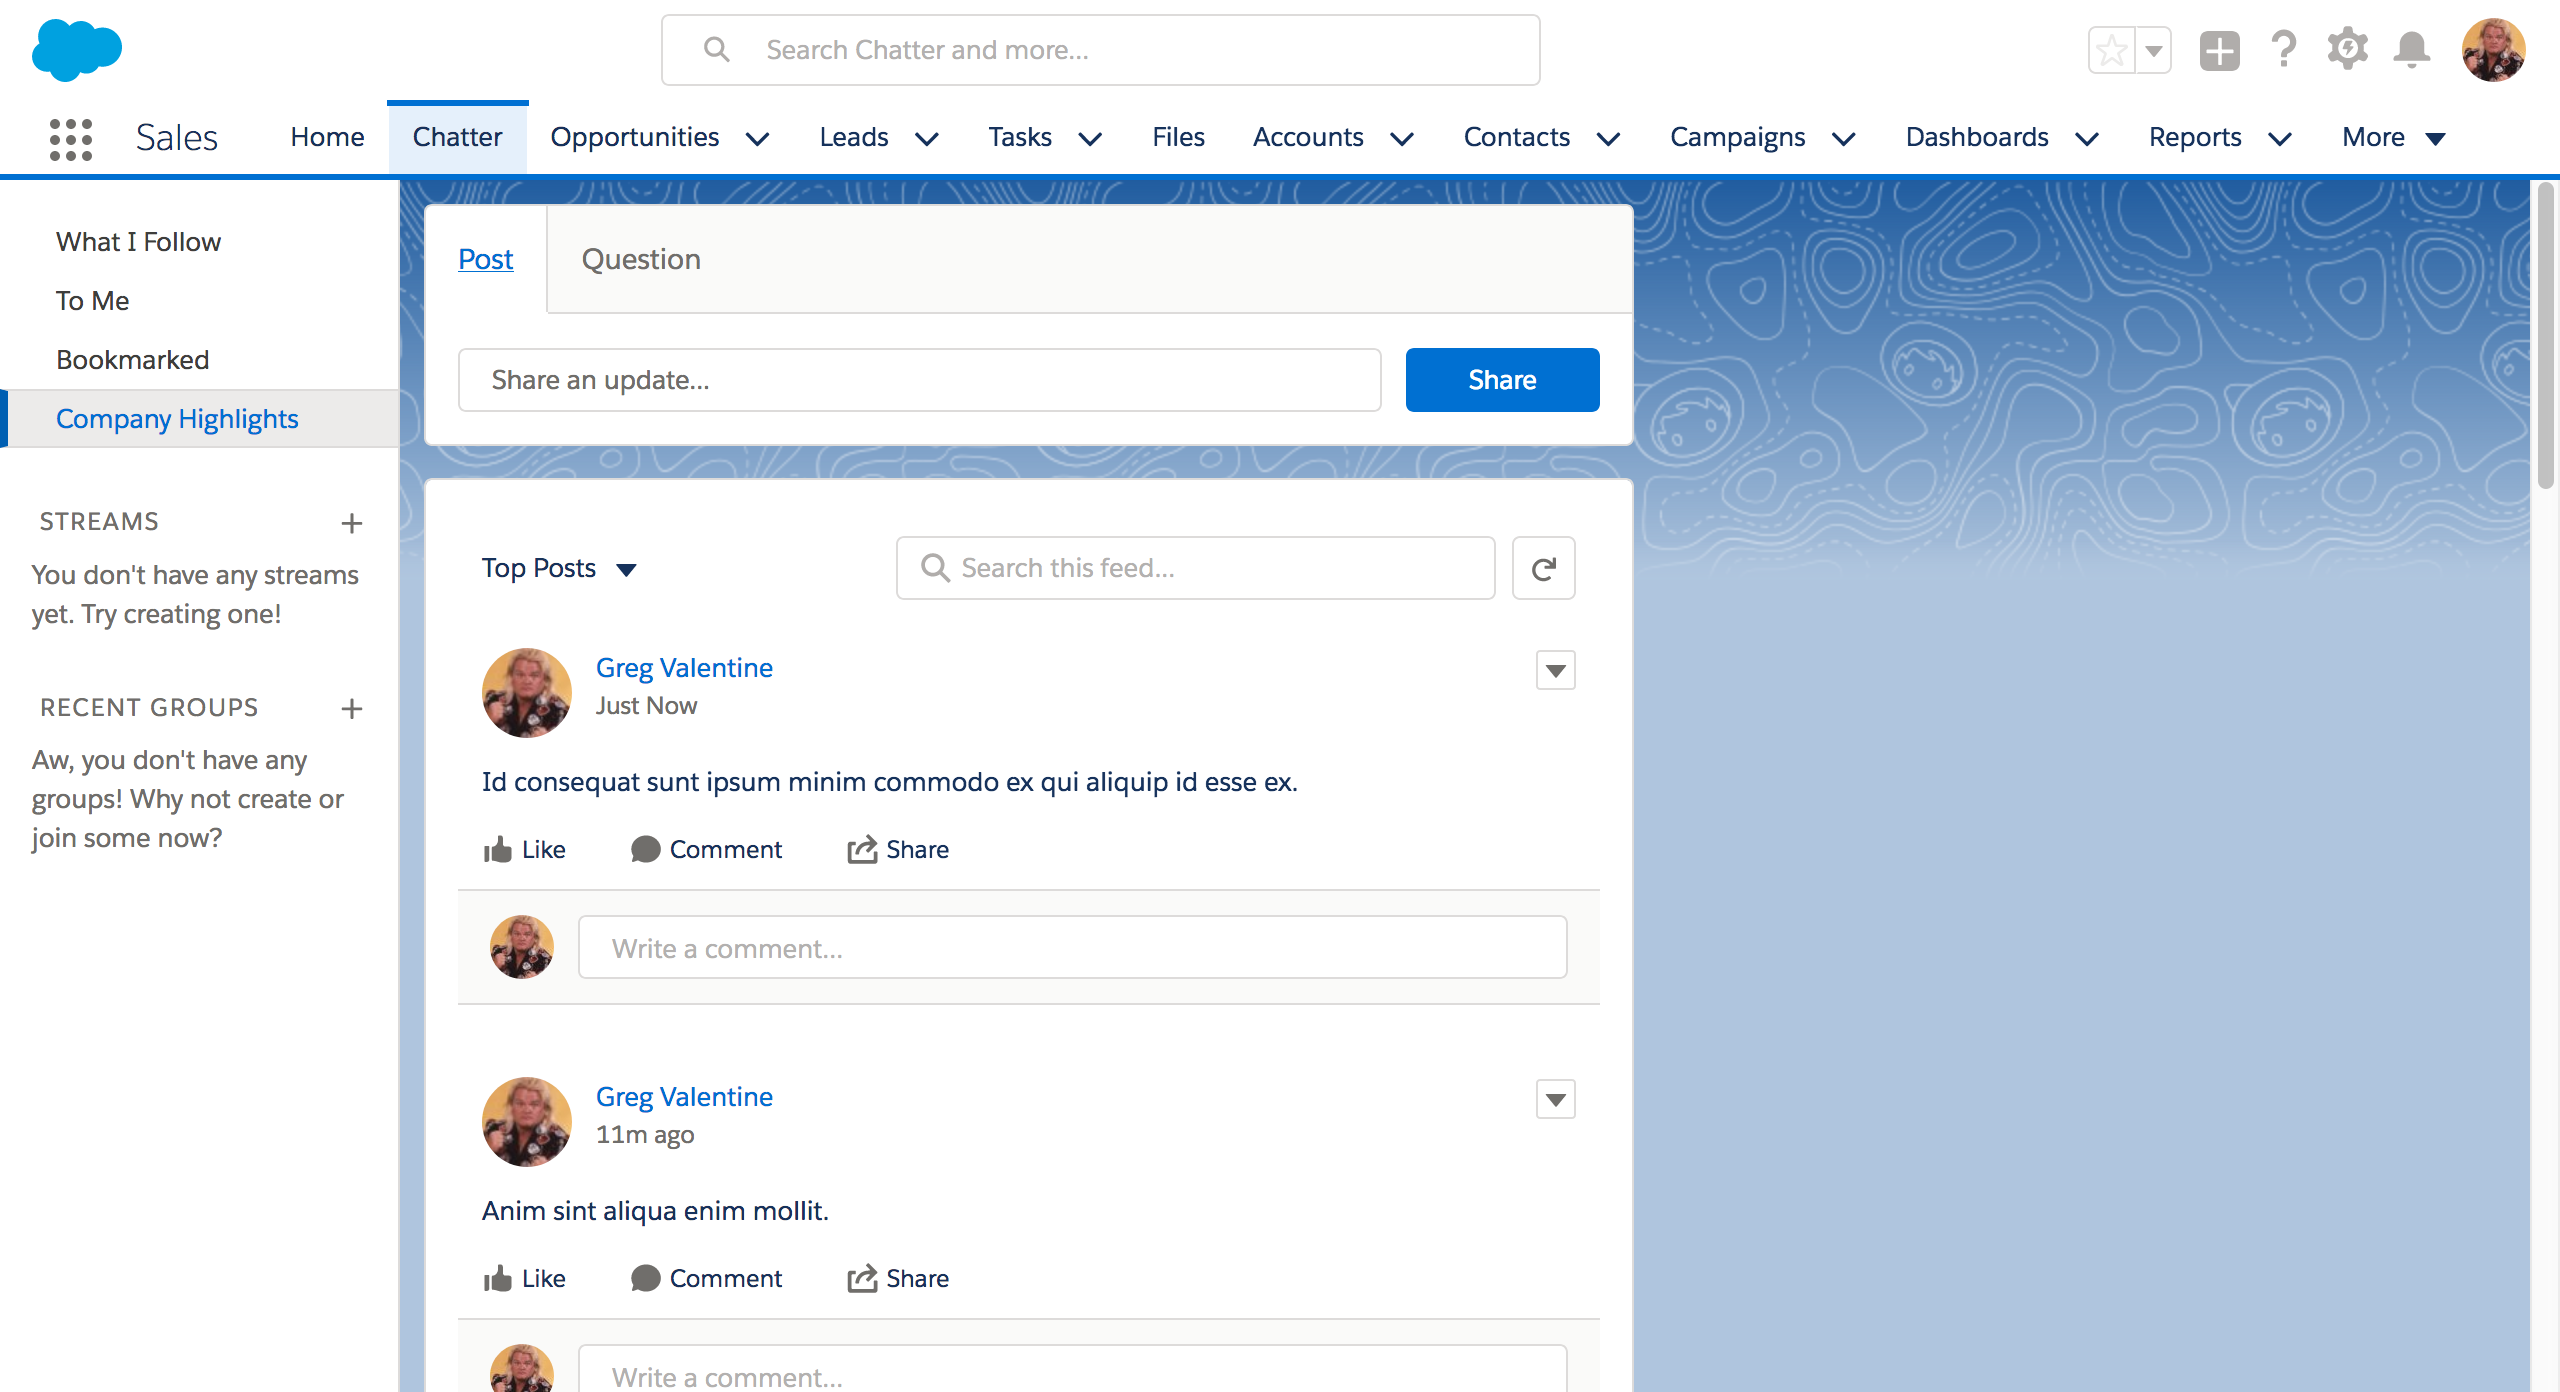 Search Chatter and more...
Sales Home Chatter Opportunities Leads Tasks Files Accounts Contacts Campaigns Dashboards Reports More
What I Follow
To Me
Bookmarked
Company Highlights
STREAMS
You don't have any streams
yet. Try creating one!
RECENT GROUPS
Aw, you don't have any
groups! Why not create or
join some now?
Post Question
Share an update... Share
Top Posts Search this feed...
Greg Valentine
Just Now
Id consequat sunt ipsum minim commodo ex qui aliquip id esse ex.
Like Comment Share
Write a comment...
Greg Valentine
11m ago
Anim sint aliqua enim mollit.
Like Comment Share
Write a comment...